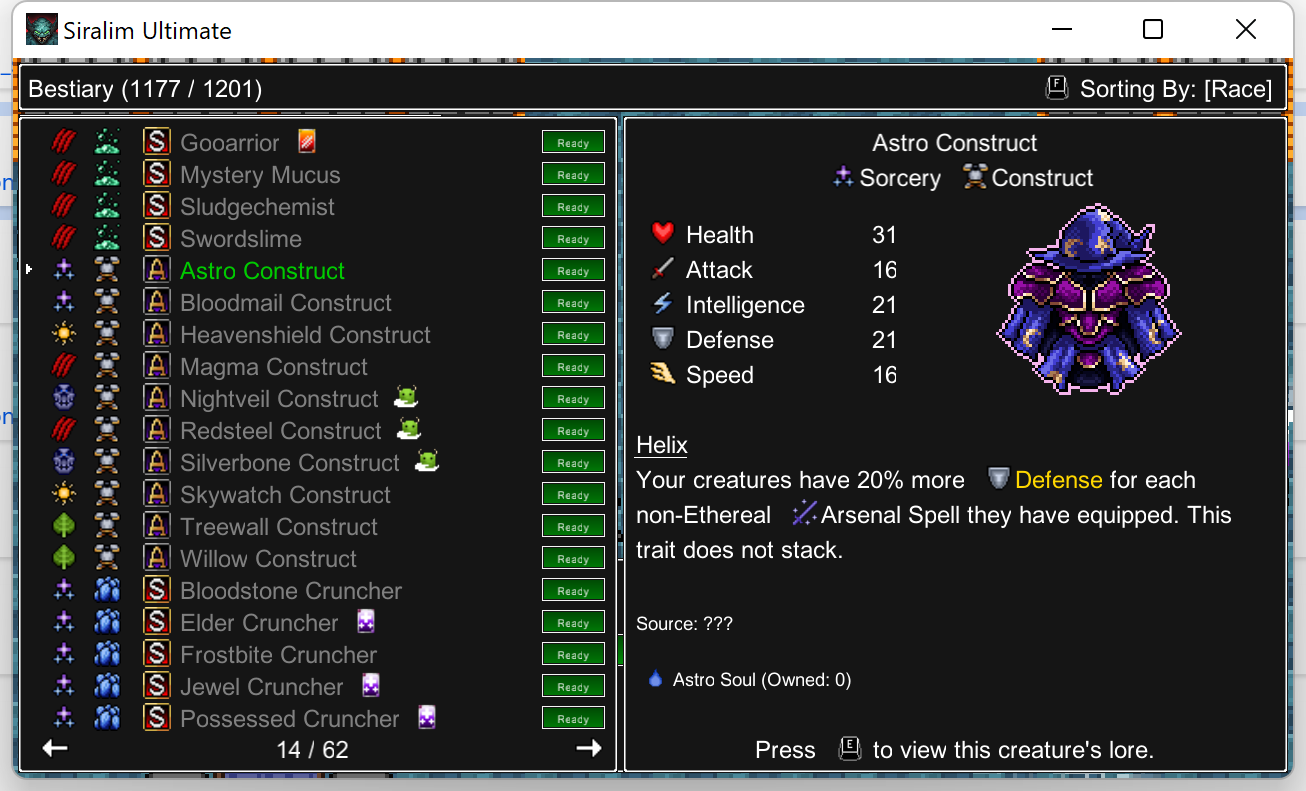 Siralim Ultimate
Bestiary (1177 / 1201)
F Sorting By: [Race]
S Gooarrior Ready
S Mystery Mucus Ready
S Sludgechemist Ready
S Swordslime Ready
A Astro Construct Ready
A Bloodmail Construct Ready
A Heavenshield Construct Ready
A Magma Construct Ready
A Nightveil Construct Ready
A Redsteel Construct Ready
A Silverbone Construct Ready
A Skywatch Construct Ready
A Treewall Construct Ready
A Willow Construct Ready
S Bloodstone Cruncher Ready
S Elder Cruncher Ready
S Frostbite Cruncher Ready
S Jewel Cruncher Ready
S Possessed Cruncher Ready
14 / 62
Astro Construct
Sorcery Construct
Health 31
Attack 16
Intelligence 21
Defense 21
Speed 16
Helix
Your creatures have 20% more Defense for each
non-Ethereal Arsenal Spell they have equipped. This
trait does not stack.
Source: ???
Astro Soul (Owned: 0)
Press E to view this creature's lore.